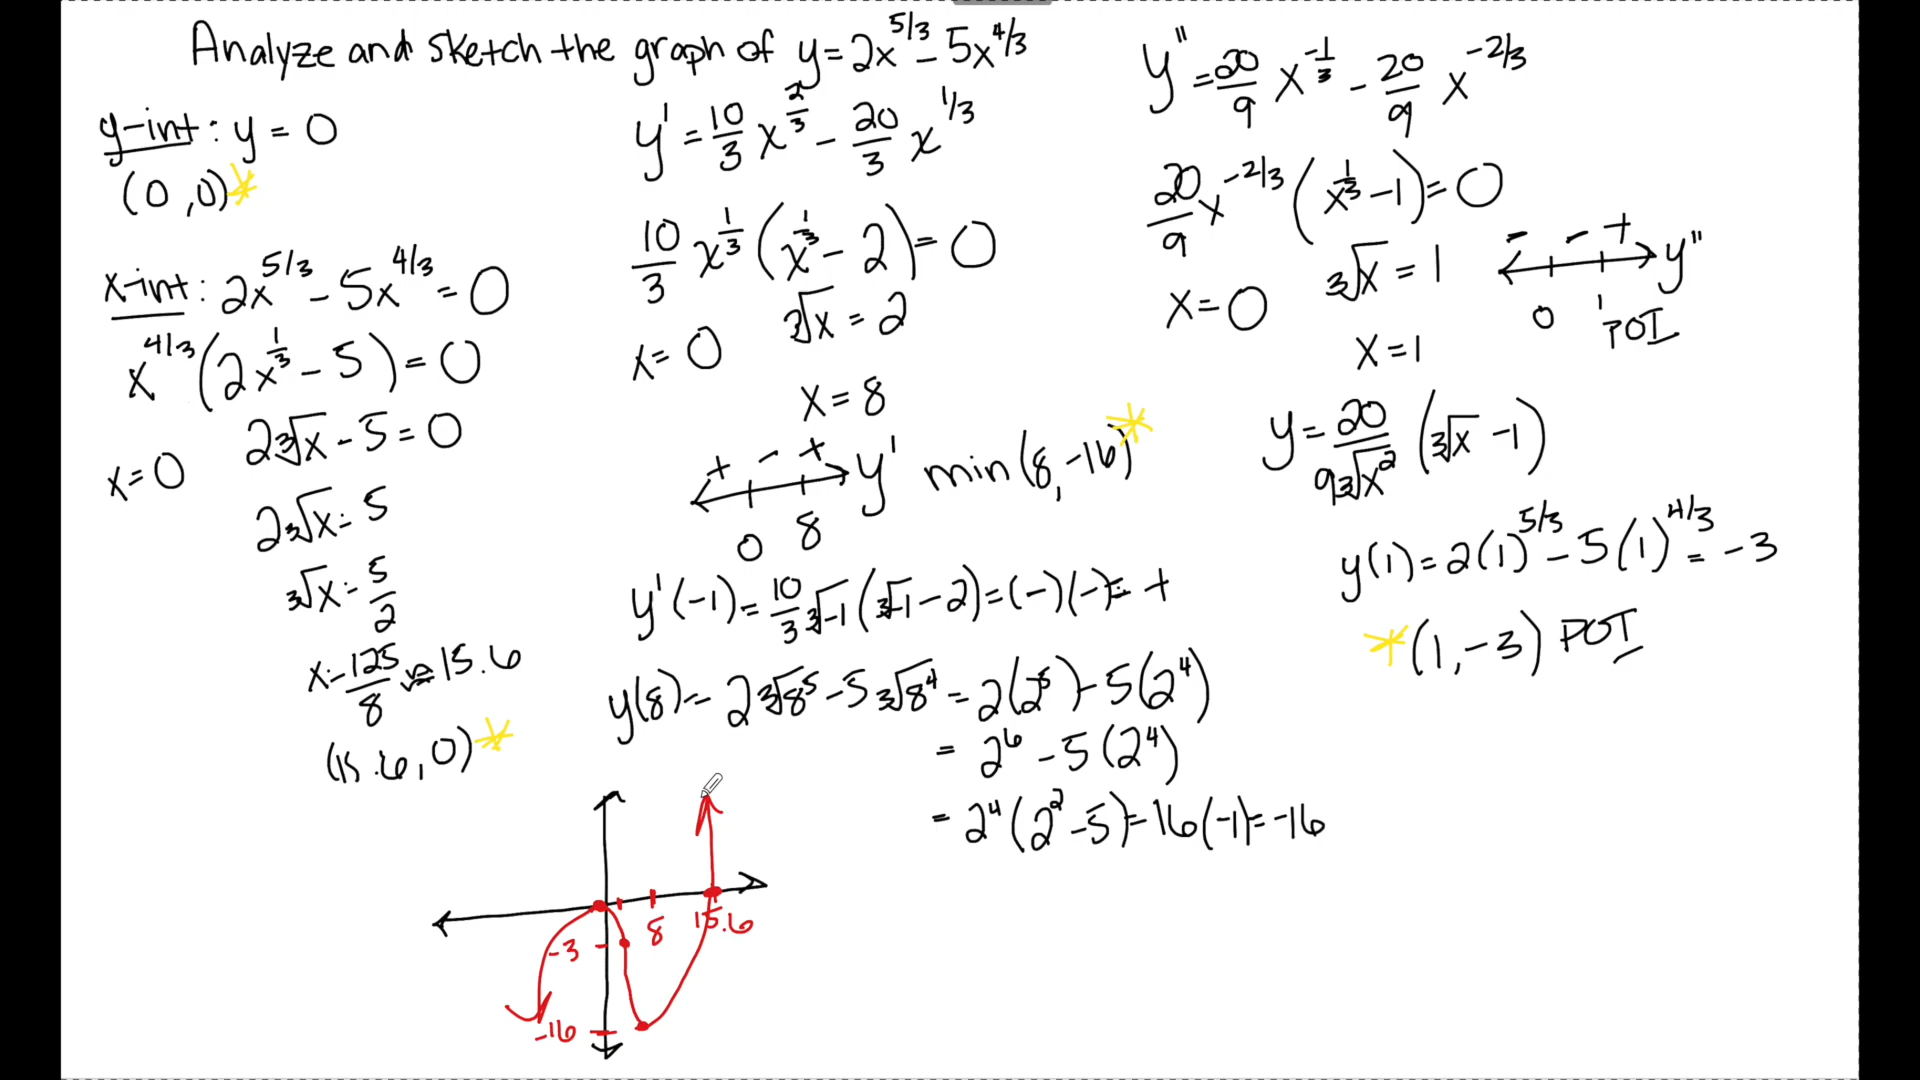 Analyze and sketch the graph of y=2x^5/3 - 5x^4/3
y-int: y = 0
(0,0)*
x-int: 2x^5/3 - 5x^4/3 = 0
x^4/3 (2x^1/3 - 5) = 0
2∛x - 5 = 0
x=0
2∛x = 5
∛x = 5/2
x = 125/8 ≈ 15.6
(15.6, 0)*
y' = 10/3 x^2/3 - 20/3 x^1/3
10/3 x^1/3 (x^1/3 - 2) = 0
x= 0 ∛x = 2
x = 8
+ - + y' min (8, -16)*
0 8
y'(-1) = 10/3 ∛-1 (∛-1 - 2) = (-)(-) = +
y(8) = 2∛8^5 - 5∛8^4 = 2(2^5) - 5(2^4)
= 2^6 - 5(2^4)
= 2^4 (2^2 - 5) = 16(-1) = -16
y'' = 20/9 x^-1/3 - 20/9 x^-2/3
20/9 x^-2/3 (x^1/3 - 1) = 0
x=0 ∛x = 1
x=1
- - + y''
0 1
POI
y = 20/9∛x^2 (∛x - 1)
y(1) = 2(1)^5/3 - 5(1)^4/3 = -3
*(1,-3) POI
8 15.6
-3
-16